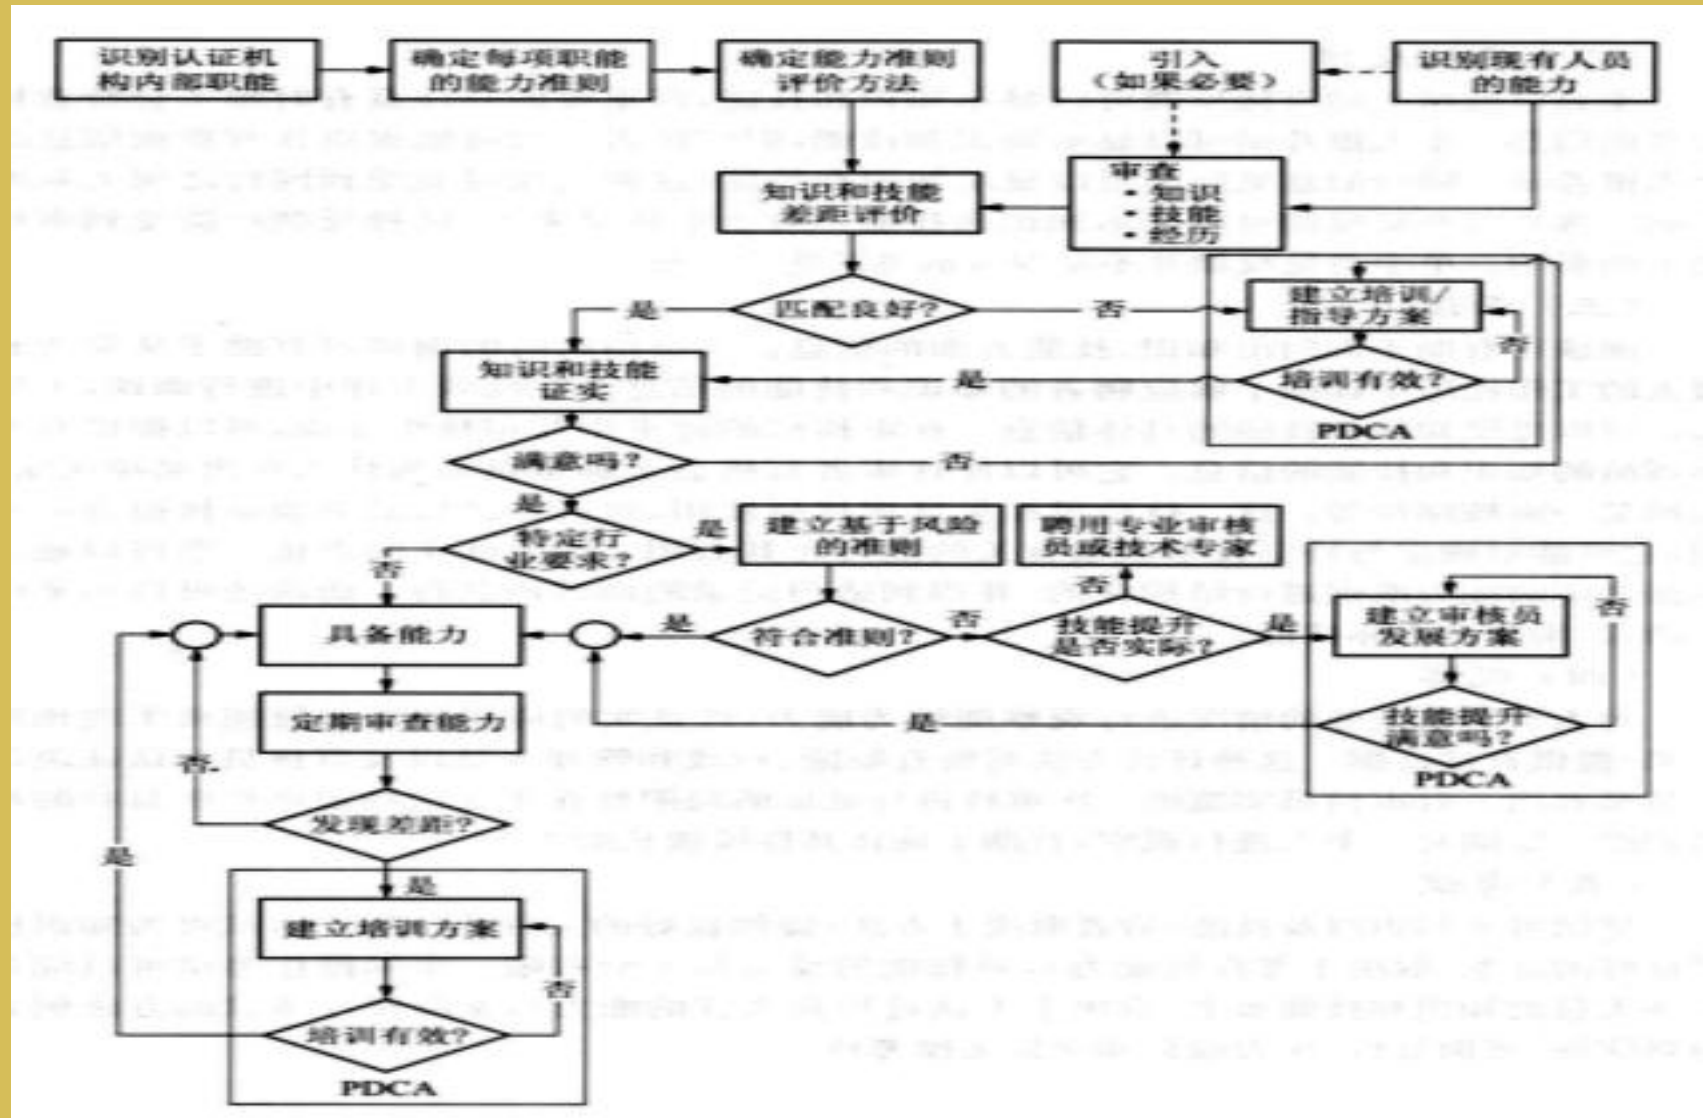 识别认证机
构内部职能
确定每项职能
的能力准则
确定能力准则
评价方法
引入
（如果必要）
识别现有人员
的能力
知识和技能
差距评价
审查
·知识
·技能
·经历
匹配良好？
是
否
建立培训/
指导方案
否
培训有效？
是
PDCA
知识和技能
证实
满意吗？
否
是
特定行
业要求？
是
否
建立基于风险
的准则
聘用专业审核
员或技术专家
否
具备能力
是
符合准则？
否
技能提升
是否实际？
是
建立审核员
发展方案
否
定期审查能力
是
技能提升
满意吗？
PDCA
否
发现差距？
是
是
建立培训方案
否
培训有效？
PDCA